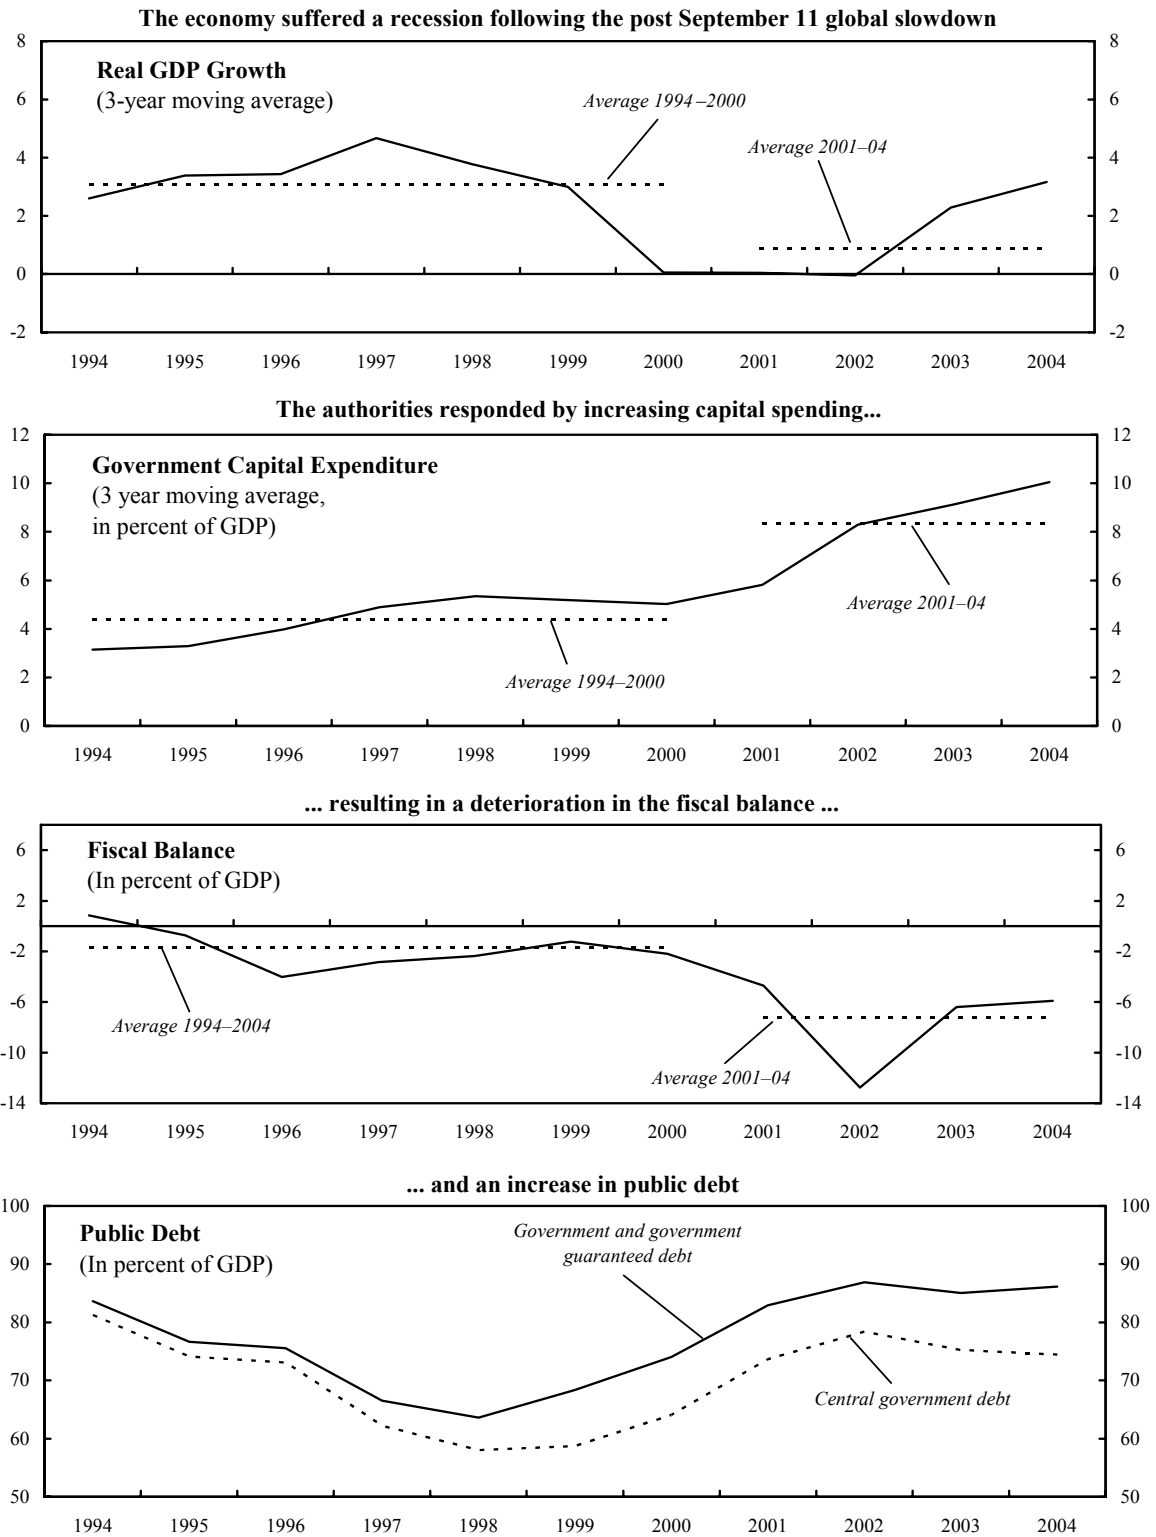 The economy suffered a recession following the post September 11 global slowdown
8 8
Real GDP Growth
(3-year moving average)
6 6
Average 1994–2000
Average 2001–04
4 4
2 2
0 0
-2 -2
1994 1995 1996 1997 1998 1999 2000 2001 2002 2003 2004
The authorities responded by increasing capital spending...
12 12
Government Capital Expenditure
(3 year moving average,
in percent of GDP)
10 10
8 8
6 6
Average 2001–04
4 4
Average 1994–2000
2 2
0 0
1994 1995 1996 1997 1998 1999 2000 2001 2002 2003 2004
... resulting in a deterioration in the fiscal balance ...
Fiscal Balance
(In percent of GDP)
6 6
2 2
-2 -2
-6 -6
Average 1994–2004
-10 -10
Average 2001–04
-14 -14
1994 1995 1996 1997 1998 1999 2000 2001 2002 2003 2004
... and an increase in public debt
100 100
Public Debt
(In percent of GDP)
Government and government
guaranteed debt
90 90
80 80
70 70
Central government debt
60 60
50 50
1994 1995 1996 1997 1998 1999 2000 2001 2002 2003 2004